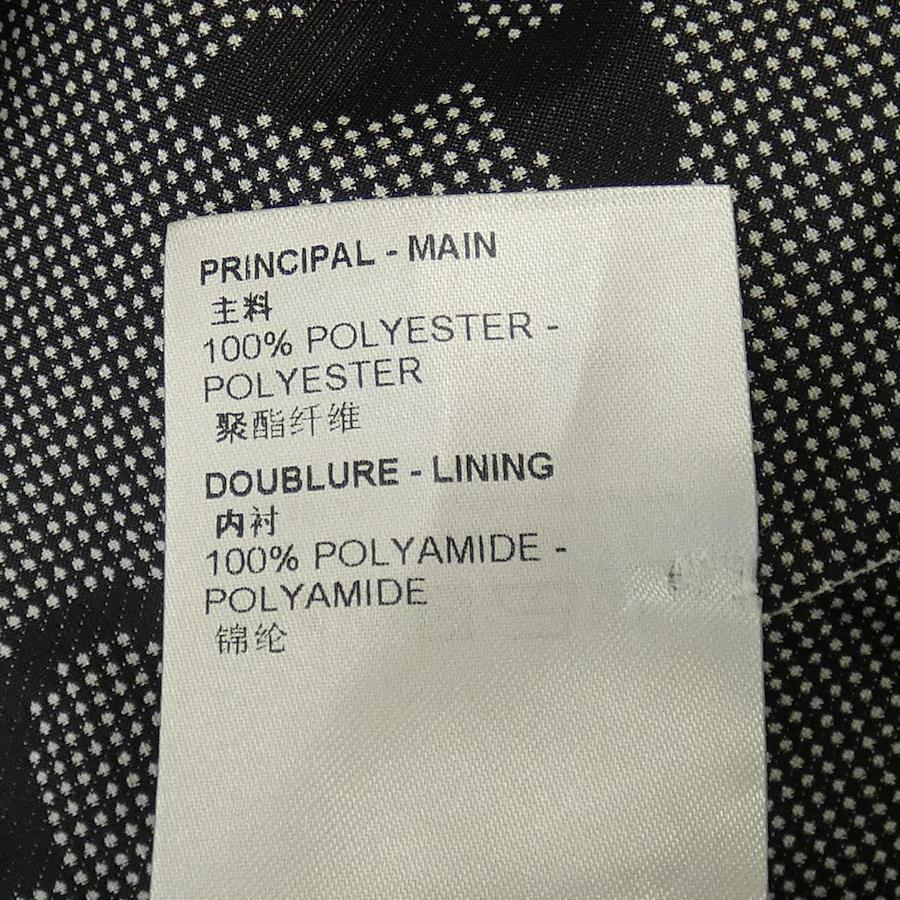 PRINCIPAL - MAIN
主料
100% POLYESTER -
POLYESTER
聚酯纤维
DOUBLURE - LINING
内衬
100% POLYAMIDE -
POLYAMIDE
锦纶